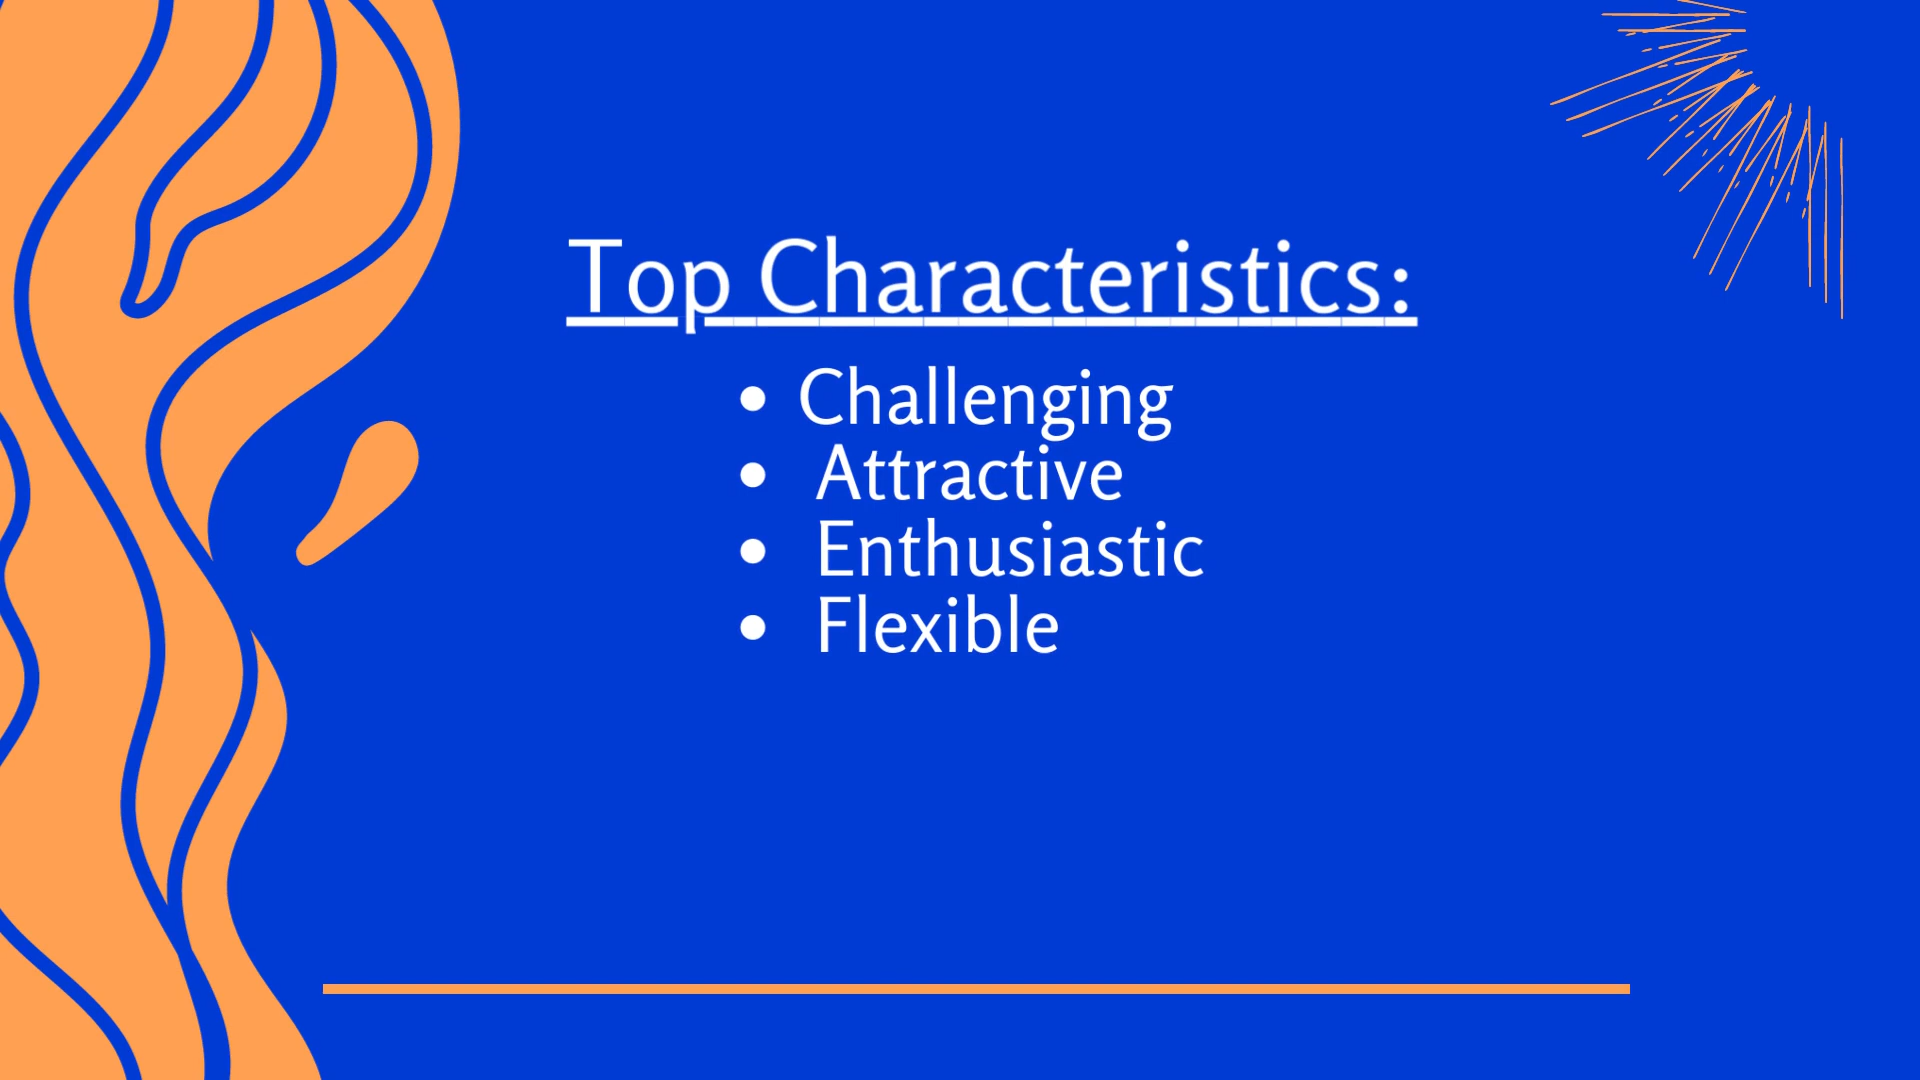 Top Characteristics:
• Challenging
• Attractive
• Enthusiastic
• Flexible